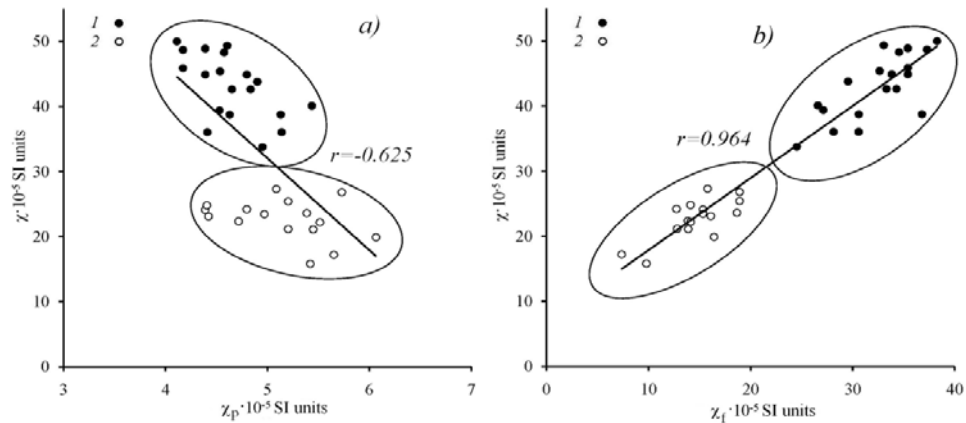 1
2
a)
50
40
30
20
10
0
χ·10⁻⁵ SI units
r=-0.625
3 4 5 6 7
χₚ·10⁻⁵ SI units
1
2
b)
50
40
30
20
10
0
χ·10⁻⁵ SI units
r=0.964
0 10 20 30 40
χ_f·10⁻⁵ SI units